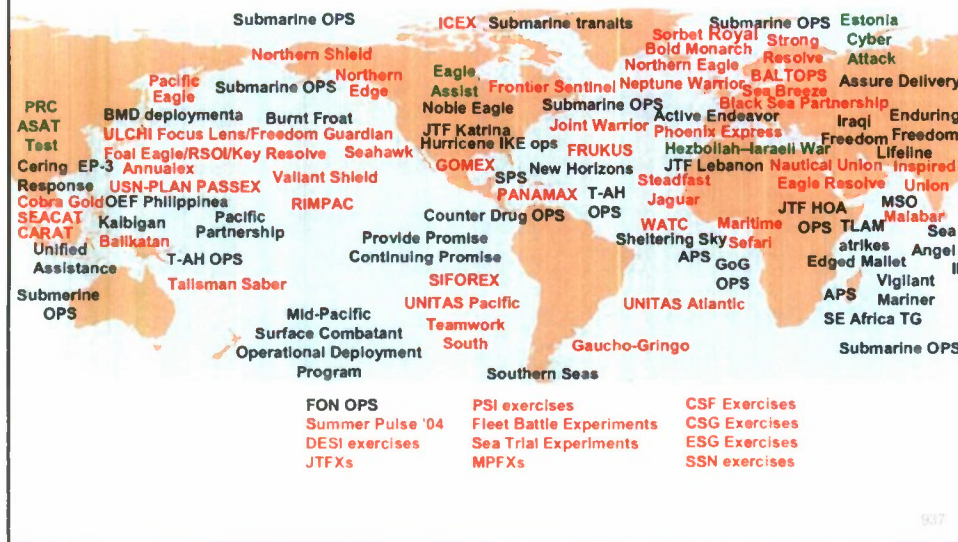 Submarine OPS
ICEX
Submarine tranaits
Submarine OPS
Estonia
Cyber
Attack
Sorbet Royal
Bold Monarch
Strong
Resolve
Northern Shield
Northern Eagle
BALTOPS
Assure Delivery
Pacific
Eagle
Submarine OPS
Northern
Edge
Eagle
Assist
Frontier Sentinel
Neptune Warrior
Sea Breeze
PRC
ASAT
Test
BMD deploymenta
Burnt Froat
Noble Eagle
Submarine OPS
Black Sea Partnership
Active Endeavor
Iraqi
Freedom
Enduring
Freedom
ULCHI Focus Lens/Freedom Guardian
JTF Katrina
Hurricene IKE ops
Joint Warrior
Phoenix Express
Foal Eagle/RSOI/Key Resolve
Seahawk
FRUKUS
Hezbollah–Iaraeli War
Lifeline
Cering
Response
EP-3
Annualex
Valiant Shield
GOMEX
SPS
New Horizons
JTF Lebanon
Nautical Union
Inspired
Union
USN-PLAN PASSEX
Steadfast
Jaguar
Eagle Resolve
Cobra Gold
OEF Philippinea
RIMPAC
PANAMAX
T-AH
OPS
MSO
SEACAT
Kaibigan
Pacific
Partnership
Counter Drug OPS
JTF HOA
OPS
Malabar
CARAT
Balikatan
WATC
Maritime
Sefari
TLAM
atrikes
Sea
Angel
Unified
Assistance
Provide Promise
Sheltering Sky
T-AH OPS
Continuing Promise
APS
GoG
OPS
Edged Mallet
Talisman Saber
SIFOREX
Vigilant
Mariner
Submerine
OPS
UNITAS Pacific
UNITAS Atlantic
APS
Mid-Pacific
Surface Combatant
Operational Deployment
Program
Teamwork
South
SE Africa TG
Gaucho-Gringo
Submarine OPS
Southern Seas
FON OPS
PSI exercises
CSF Exercises
Summer Pulse '04
Fleet Battle Experiments
CSG Exercises
DESI exercises
Sea Trial Experiments
ESG Exercises
JTFXs
MPFXs
SSN exercises
937